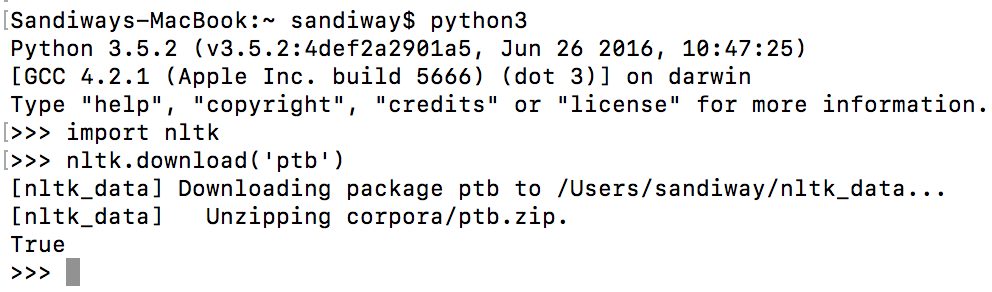 [Sandiways-MacBook:~ sandiway$ python3
Python 3.5.2 (v3.5.2:4def2a2901a5, Jun 26 2016, 10:47:25)
[GCC 4.2.1 (Apple Inc. build 5666) (dot 3)] on darwin
Type "help", "copyright", "credits" or "license" for more information.
[>>> import nltk
[>>> nltk.download('ptb')
[nltk_data] Downloading package ptb to /Users/sandiway/nltk_data...
[nltk_data]   Unzipping corpora/ptb.zip.
True
>>>